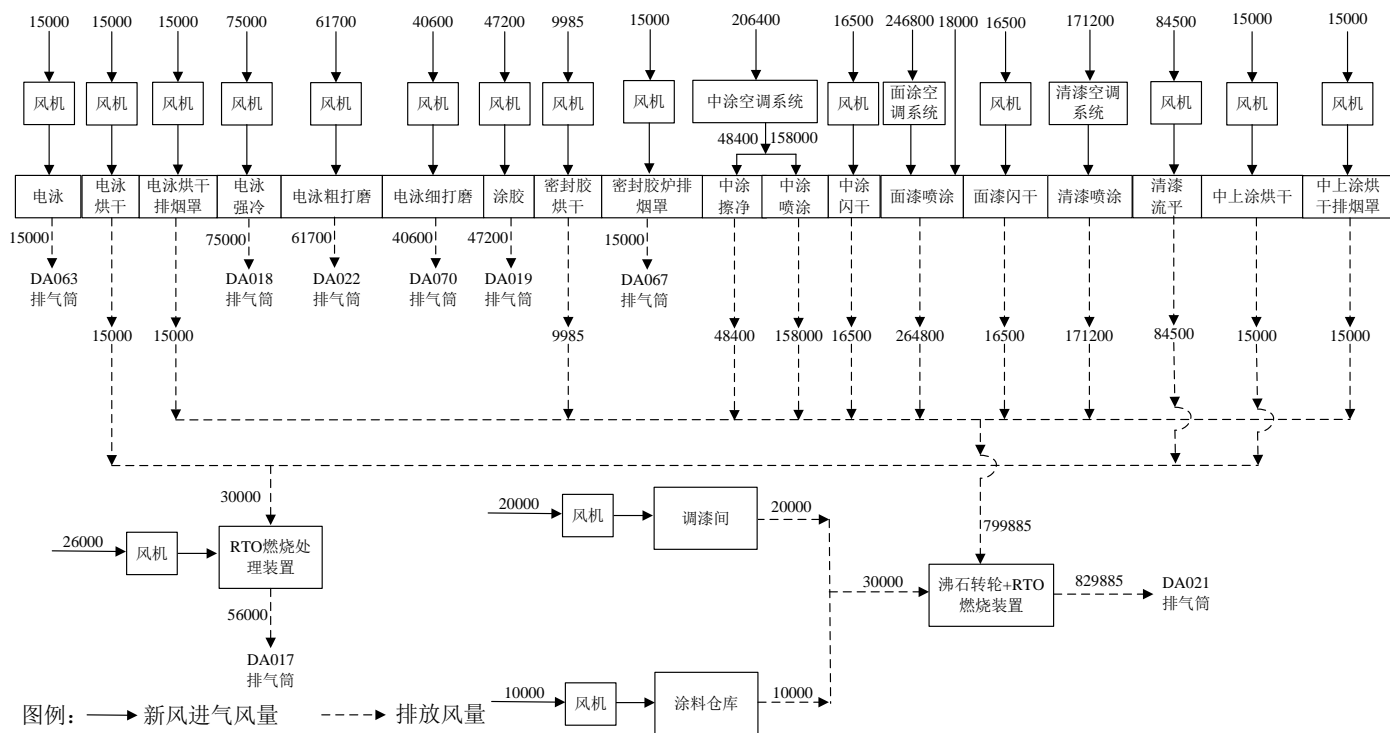 15000 15000 15000 75000 61700 40600 47200 9985 15000 206400 16500 246800 18000 16500 171200 84500 15000 15000
风机 风机 风机 风机 风机 风机 风机 风机 风机 中涂空调系统 风机 面涂空调系统 风机 清漆空调系统 风机 风机 风机
48400 158000
电泳 电泳烘干 电泳烘干排烟罩 电泳强冷 电泳粗打磨 电泳细打磨 涂胶 密封胶烘干 密封胶炉排烟罩 中涂擦净 中涂喷涂 中涂闪干 面漆喷涂 面漆闪干 清漆喷涂 清漆流平 中上涂烘干 中上涂烘干排烟罩
15000 75000 61700 40600 47200 15000
DA063 DA018 DA022 DA070 DA019 DA067
排气筒 排气筒 排气筒 排气筒 排气筒 排气筒
15000 15000 9985 48400 158000 16500 264800 16500 171200 84500 15000 15000
30000
26000 风机 RTO燃烧处理装置
56000
DA017
排气筒
20000 风机 调漆间 20000
799885
30000 沸石转轮+RTO燃烧装置 829885 DA021
排气筒
10000 风机 涂料仓库 10000
图例： 新风进气风量 排放风量